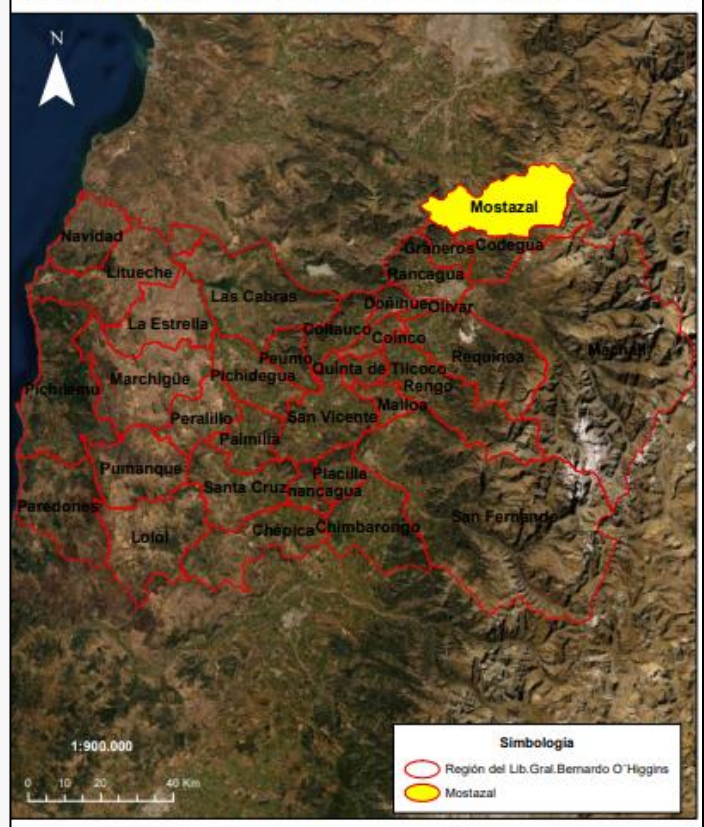 N
Mostazal
Navidad
Graneros
Codegua
Litueche
Rancagua
Las Cabras
Doñihue
Olivar
La Estrella
Coltauco
Coinco
Machalí
Peumo
Requinoa
Marchigüe
Pichidegua
Quinta de Tilcoco
Pichilemu
Rengo
Malloa
Peralillo
San Vicente
Palmilla
Pumanque
Placilla
Santa Cruz
nancagua
Paredones
San Fernando
Lolol
Chépica
Chimbarongo
1:900.000
0 10 20 40 Km
Simbología
Región del Lib.Gral.Bernardo O´Higgins
Mostazal